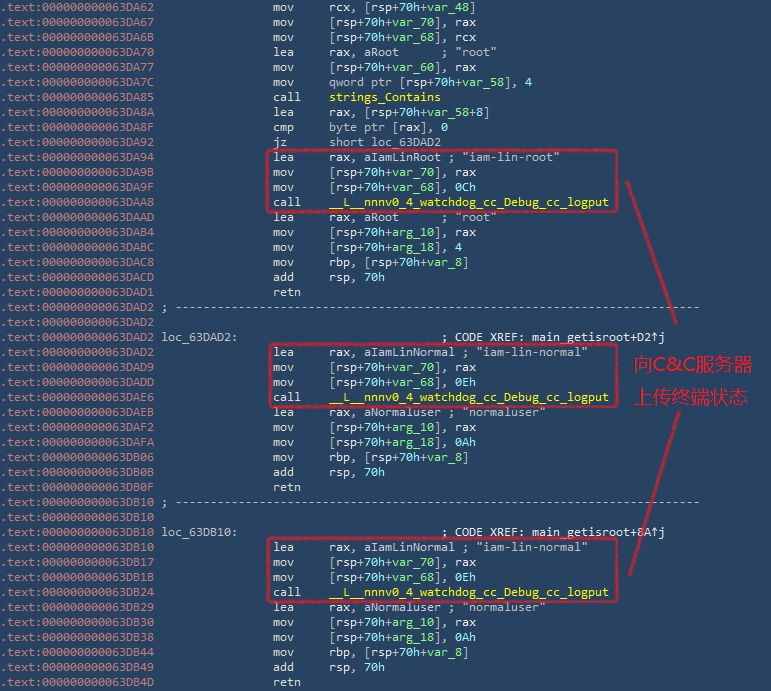 .text:000000000063DA62 mov rcx, [rsp+70h+var_48]
.text:000000000063DA67 mov [rsp+70h+var_70], rax
.text:000000000063DA6B mov [rsp+70h+var_68], rcx
.text:000000000063DA70 lea rax, aRoot ; "root"
.text:000000000063DA77 mov [rsp+70h+var_60], rax
.text:000000000063DA7C mov qword ptr [rsp+70h+var_58], 4
.text:000000000063DA85 call strings_Contains
.text:000000000063DA8A lea rax, [rsp+70h+var_58+8]
.text:000000000063DA8F cmp byte ptr [rax], 0
.text:000000000063DA92 jz short loc_63DAD2
.text:000000000063DA94 lea rax, aIamLinRoot ; "iam-lin-root"
.text:000000000063DA9B mov [rsp+70h+var_70], rax
.text:000000000063DA9F mov [rsp+70h+var_68], 0Ch
.text:000000000063DAA8 call __L__nnnv0_4_watchdog_cc_Debug_cc_logput
.text:000000000063DAAD lea rax, aRoot ; "root"
.text:000000000063DAB4 mov [rsp+70h+arg_10], rax
.text:000000000063DABC mov [rsp+70h+arg_18], 4
.text:000000000063DAC8 mov rbp, [rsp+70h+var_8]
.text:000000000063DACD add rsp, 70h
.text:000000000063DAD1 retn
.text:000000000063DAD2 ; ---------------------------------------------------------------------------
.text:000000000063DAD2
.text:000000000063DAD2 loc_63DAD2: ; CODE XREF: main_getisroot+D2↑j
.text:000000000063DAD2 lea rax, aIamLinNormal ; "iam-lin-normal"
.text:000000000063DAD9 mov [rsp+70h+var_70], rax
.text:000000000063DADD mov [rsp+70h+var_68], 0Eh
.text:000000000063DAE6 call __L__nnnv0_4_watchdog_cc_Debug_cc_logput
.text:000000000063DAEB lea rax, aNormaluser ; "normaluser"
.text:000000000063DAF2 mov [rsp+70h+arg_10], rax
.text:000000000063DAFA mov [rsp+70h+arg_18], 0Ah
.text:000000000063DB06 mov rbp, [rsp+70h+var_8]
.text:000000000063DB0B add rsp, 70h
.text:000000000063DB0F retn
.text:000000000063DB10 ; ---------------------------------------------------------------------------
.text:000000000063DB10
.text:000000000063DB10 loc_63DB10: ; CODE XREF: main_getisroot+8A↑j
.text:000000000063DB10 lea rax, aIamLinNormal ; "iam-lin-normal"
.text:000000000063DB17 mov [rsp+70h+var_70], rax
.text:000000000063DB1B mov [rsp+70h+var_68], 0Eh
.text:000000000063DB24 call __L__nnnv0_4_watchdog_cc_Debug_cc_logput
.text:000000000063DB29 lea rax, aNormaluser ; "normaluser"
.text:000000000063DB30 mov [rsp+70h+arg_10], rax
.text:000000000063DB38 mov [rsp+70h+arg_18], 0Ah
.text:000000000063DB44 mov rbp, [rsp+70h+var_8]
.text:000000000063DB49 add rsp, 70h
.text:000000000063DB4D retn
向C&C服务器
上传终端状态